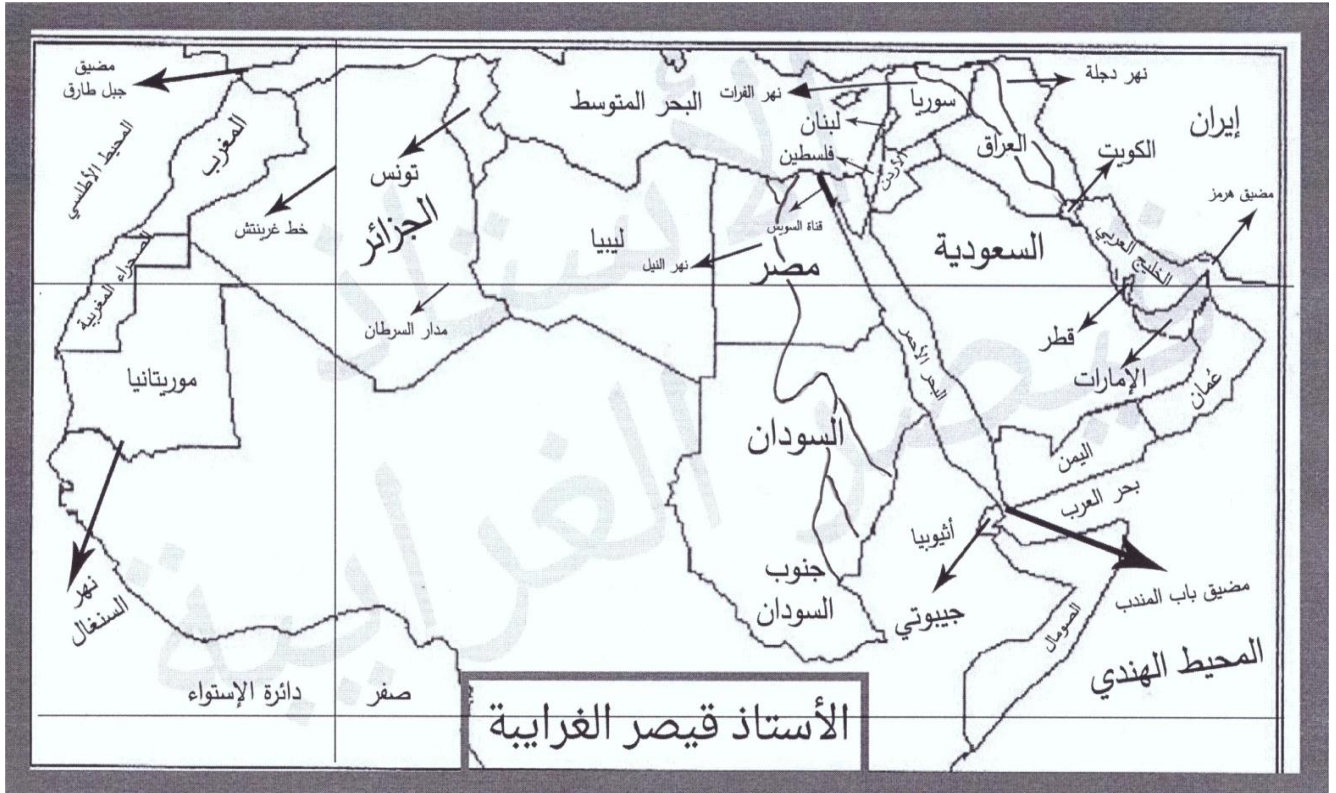 مضيق
جبل طارق
المحيط الأطلسي
المغرب
الصحراء المغربية
موريتانيا
نهر
السنغال
خط غرينتش
تونس
الجزائر
مدار السرطان
البحر المتوسط
ليبيا
نهر الفرات
لبنان
فلسطين
سوريا
نهر دجلة
العراق
الأردن
إيران
الكويت
مضيق هرمز
قناة السويس
نهر النيل
مصر
السعودية
الخليج العربي
قطر
الإمارات
عُمان
البحر الأحمر
اليمن
بحر العرب
السودان
جنوب
السودان
أثيوبيا
جيبوتي
الصومال
مضيق باب المندب
المحيط الهندي
دائرة الإستواء
صفر
الأستاذ قيصر الغرايبة
الأستاذ
قيصر الغرايبة